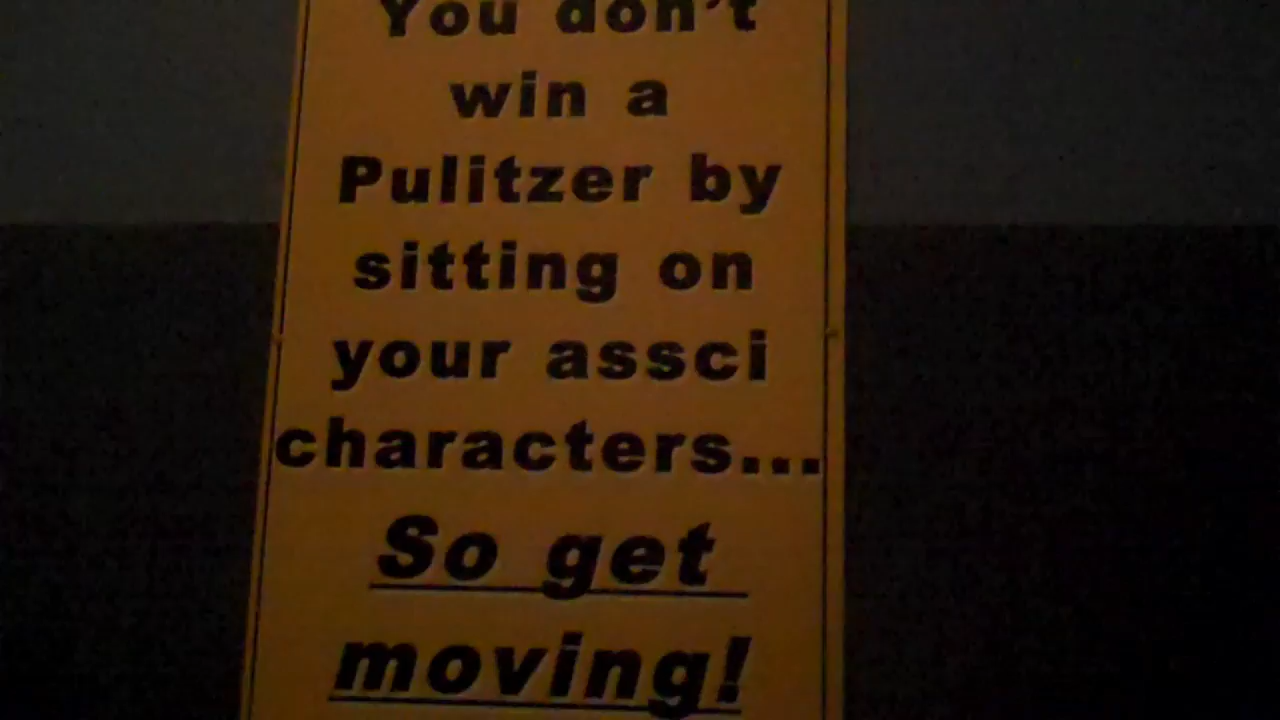 You don't
win a
Pulitzer by
sitting on
your assci
characters...
So get
moving!